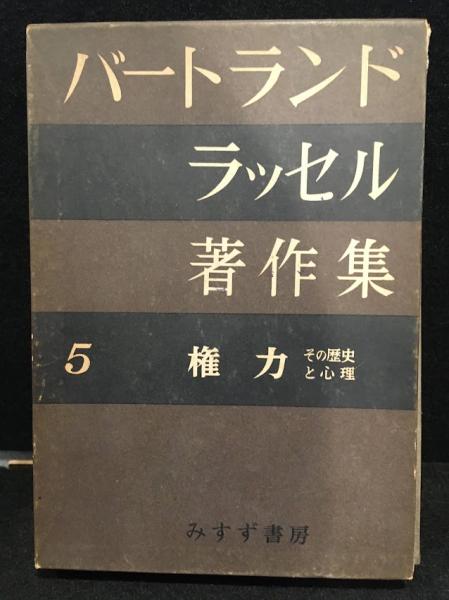 バートランド
ラッセル
著作集
5 権力 その歴史
と心理
みすず書房